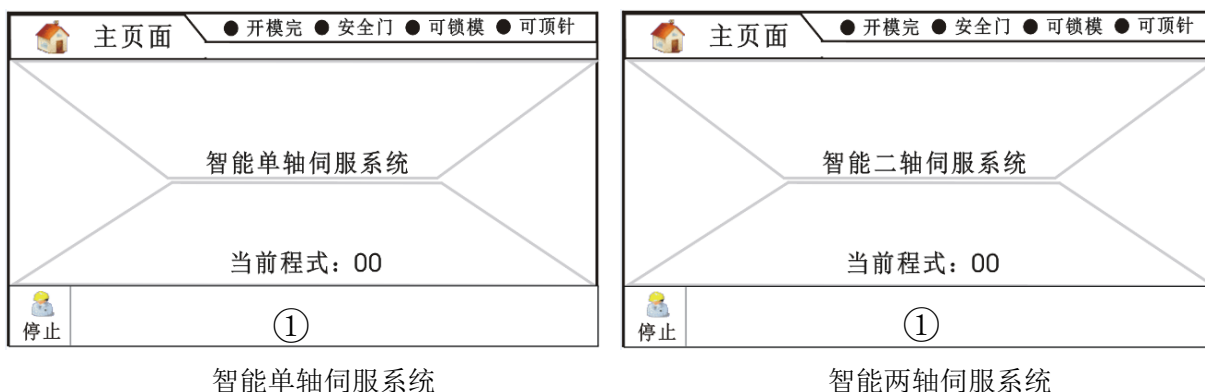 主页面 ● 开模完 ● 安全门 ● 可锁模 ● 可顶针
智能单轴伺服系统
当前程式：00
停止 ①
智能单轴伺服系统
主页面 ● 开模完 ● 安全门 ● 可锁模 ● 可顶针
智能二轴伺服系统
当前程式：00
停止 ①
智能两轴伺服系统